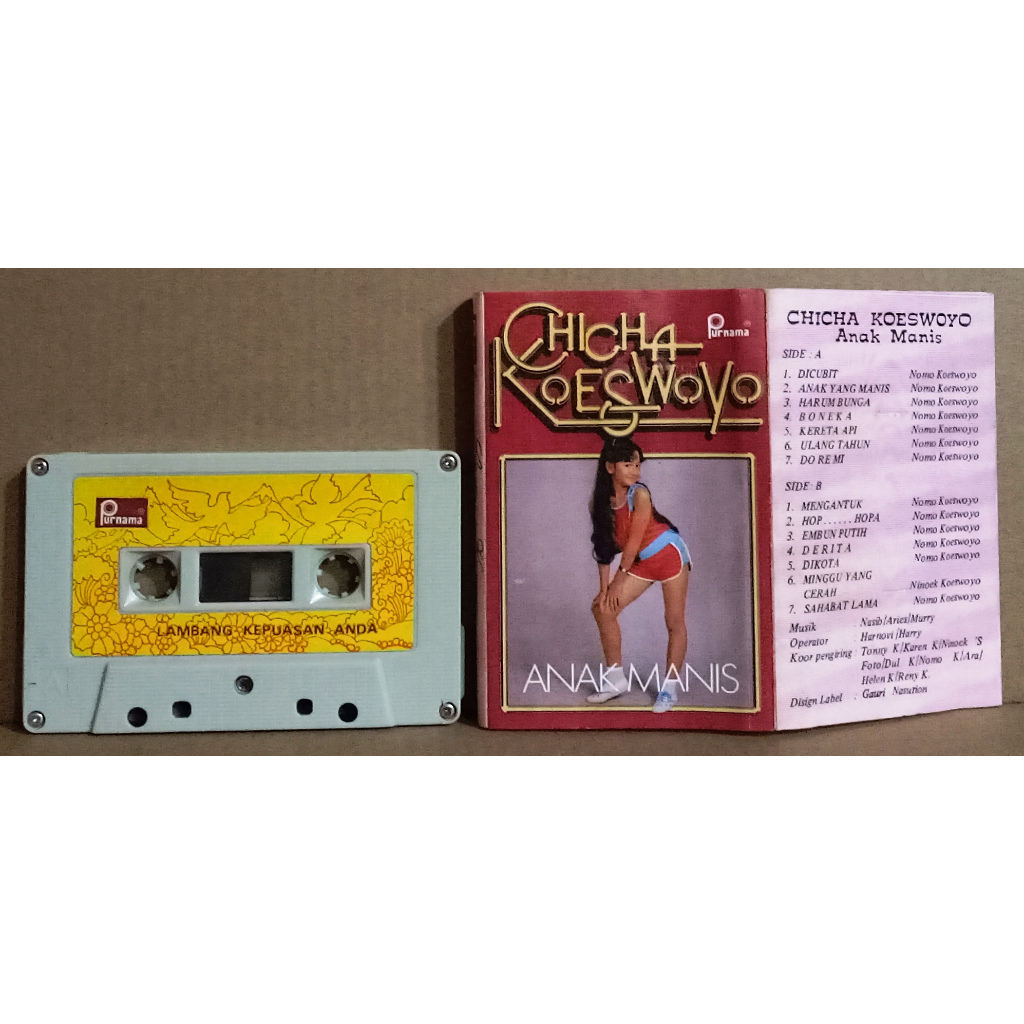 Purnama
LAMBANG KEPUASAN ANDA
CHICHA
KOESWOYO
Purnama
ANAK MANIS
CHICHA KOESWOYO
Anak Manis
SIDE : A
1. DICUBIT Nomo Koeswoyo
2. ANAK YANG MANIS Nomo Koeswoyo
3. HARUM BUNGA Nomo Koeswoyo
4. BONEKA Nomo Koeswoyo
5. KERETA API Nomo Koeswoyo
6. ULANG TAHUN Nomo Koeswoyo
7. DO RE MI Nomo Koeswoyo
SIDE : B
1. MENGANTUK Nomo Koeswoyo
2. HOP......HOPA Nomo Koeswoyo
3. EMBUN PUTIH Nomo Koeswoyo
4. DERITA Nomo Koeswoyo
5. DIKOTA Nomo Koeswoyo
6. MINGGU YANG
CERAH Ninoek Koeswoyo
7. SAHABAT LAMA Nomo Koeswoyo
Musik : Nasib/Aries/Murry
Operator : Harnovi/Harry
Koor pengiring : Tonny K/Karen K/Ninoek 'S
Foto/Dul K/Nomo K/Ara/
Helen K/Reny K.
Disign Label : Gauri Nasution